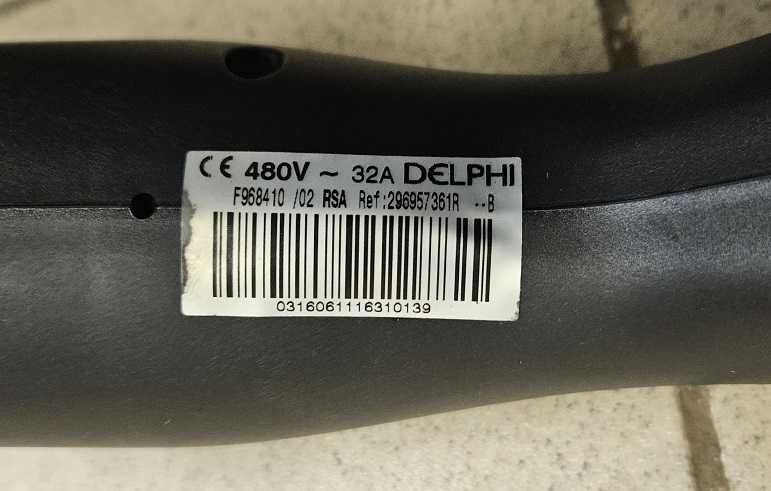 CE 480V ~ 32A DELPHI
F968410 /02 RSA Ref:296957361R --B
0316061116310139